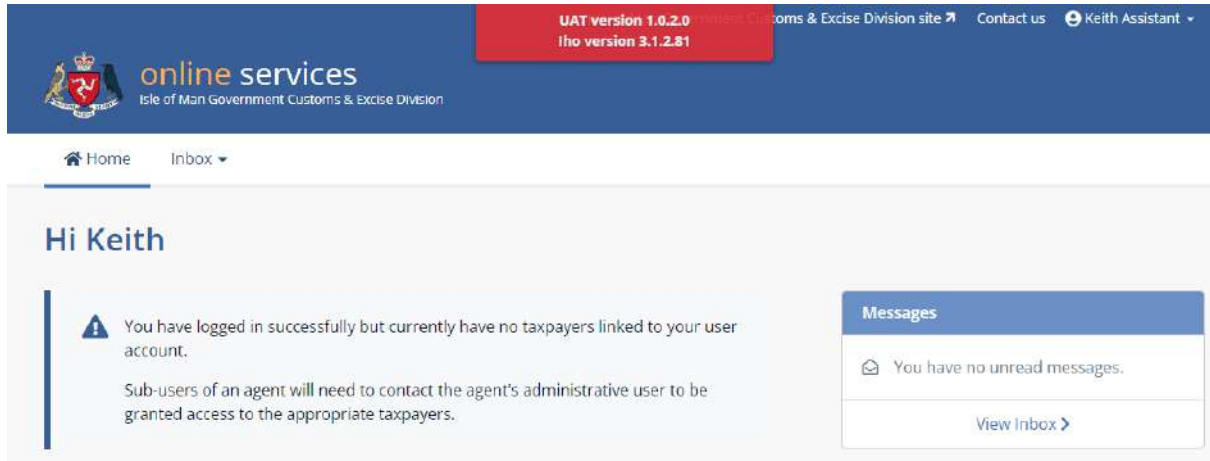 UAT version 1.0.2.0
Iho version 3.1.2.81
Customs & Excise Division site
Contact us
Keith Assistant
online services
Isle of Man Government Customs & Excise Division
Home
Inbox
Hi Keith
You have logged in successfully but currently have no taxpayers linked to your user
account.
Sub-users of an agent will need to contact the agent's administrative user to be
granted access to the appropriate taxpayers.
Messages
You have no unread messages.
View Inbox